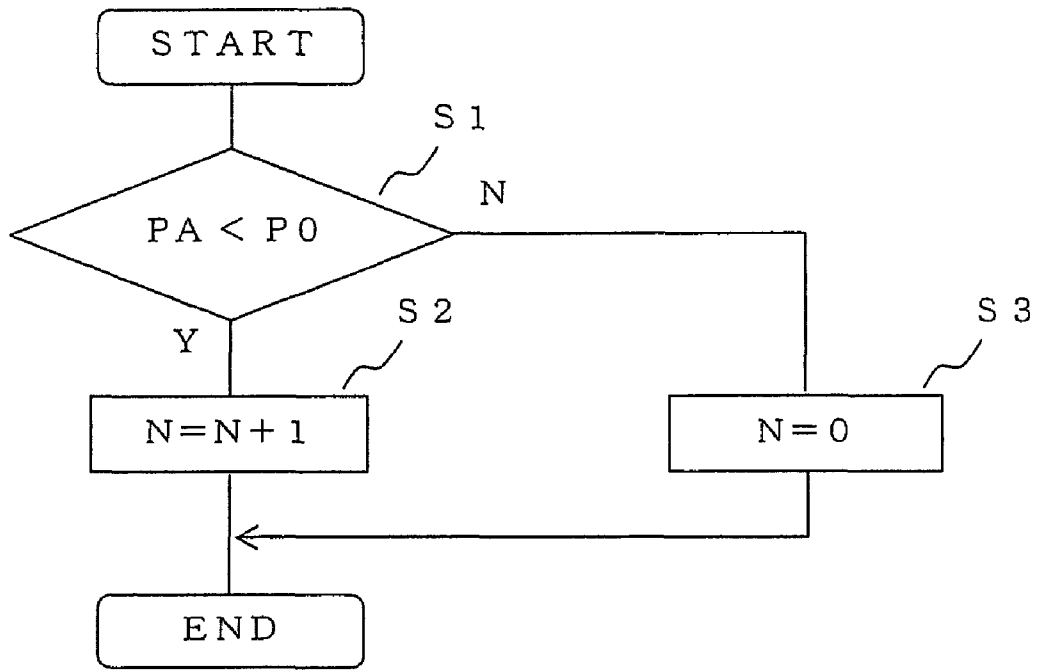 START
S1
PA < P0
N
Y
S2
S3
N=N+1
N=0
END